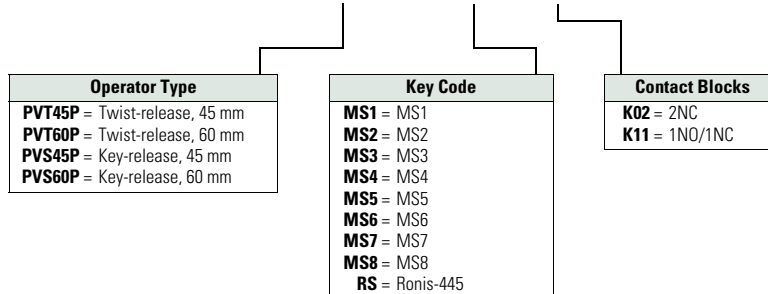 Operator Type
PVT45P = Twist-release, 45 mm
PVT60P = Twist-release, 60 mm
PVS45P = Key-release, 45 mm
PVS60P = Key-release, 60 mm
Key Code
MS1 = MS1
MS2 = MS2
MS3 = MS3
MS4 = MS4
MS5 = MS5
MS6 = MS6
MS7 = MS7
MS8 = MS8
RS = Ronis-445
Contact Blocks
K02 = 2NC
K11 = 1NO/1NC